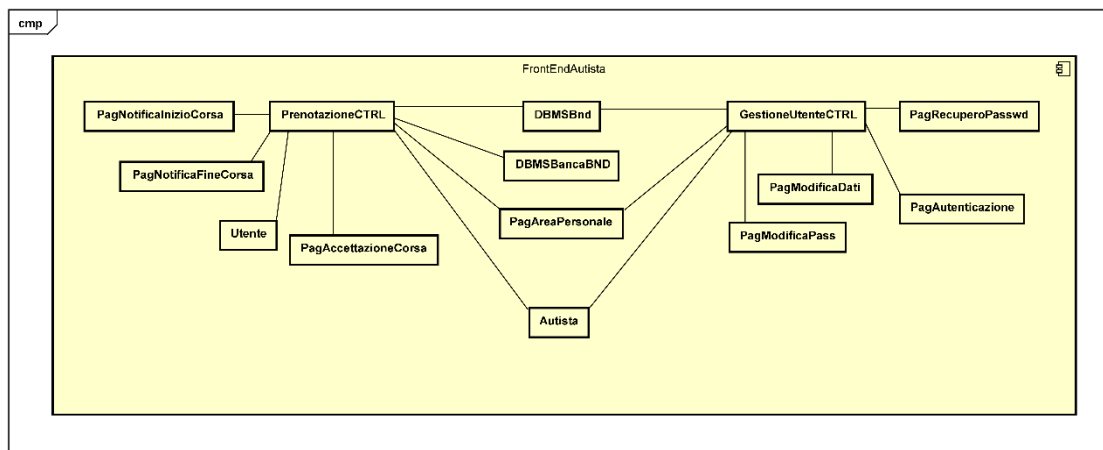 cmp
FrontEndAutista
PagNotificaInizioCorsa
PrenotazioneCTRL
DBMSBnd
GestioneUtenteCTRL
PagRecuperoPasswd
PagNotificaFineCorsa
DBMSBancaBND
PagModificaDati
PagAutenticazione
Utente
PagAreaPersonale
PagModificaPass
PagAccettazioneCorsa
Autista